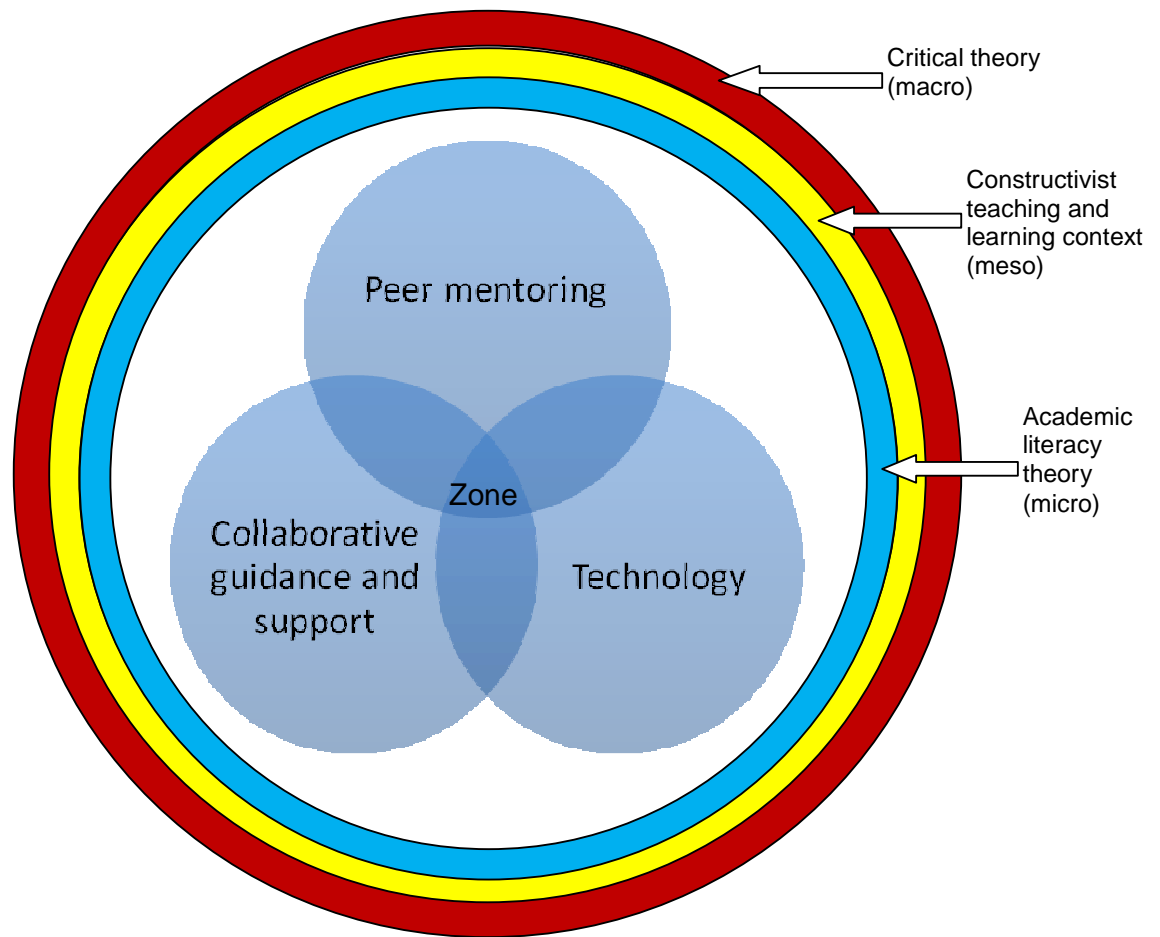 Critical theory
(macro)
Constructivist
teaching and
learning context
(meso)
Peer mentoring
Academic
literacy
theory
(micro)
Zone
Collaborative
guidance and
support
Technology